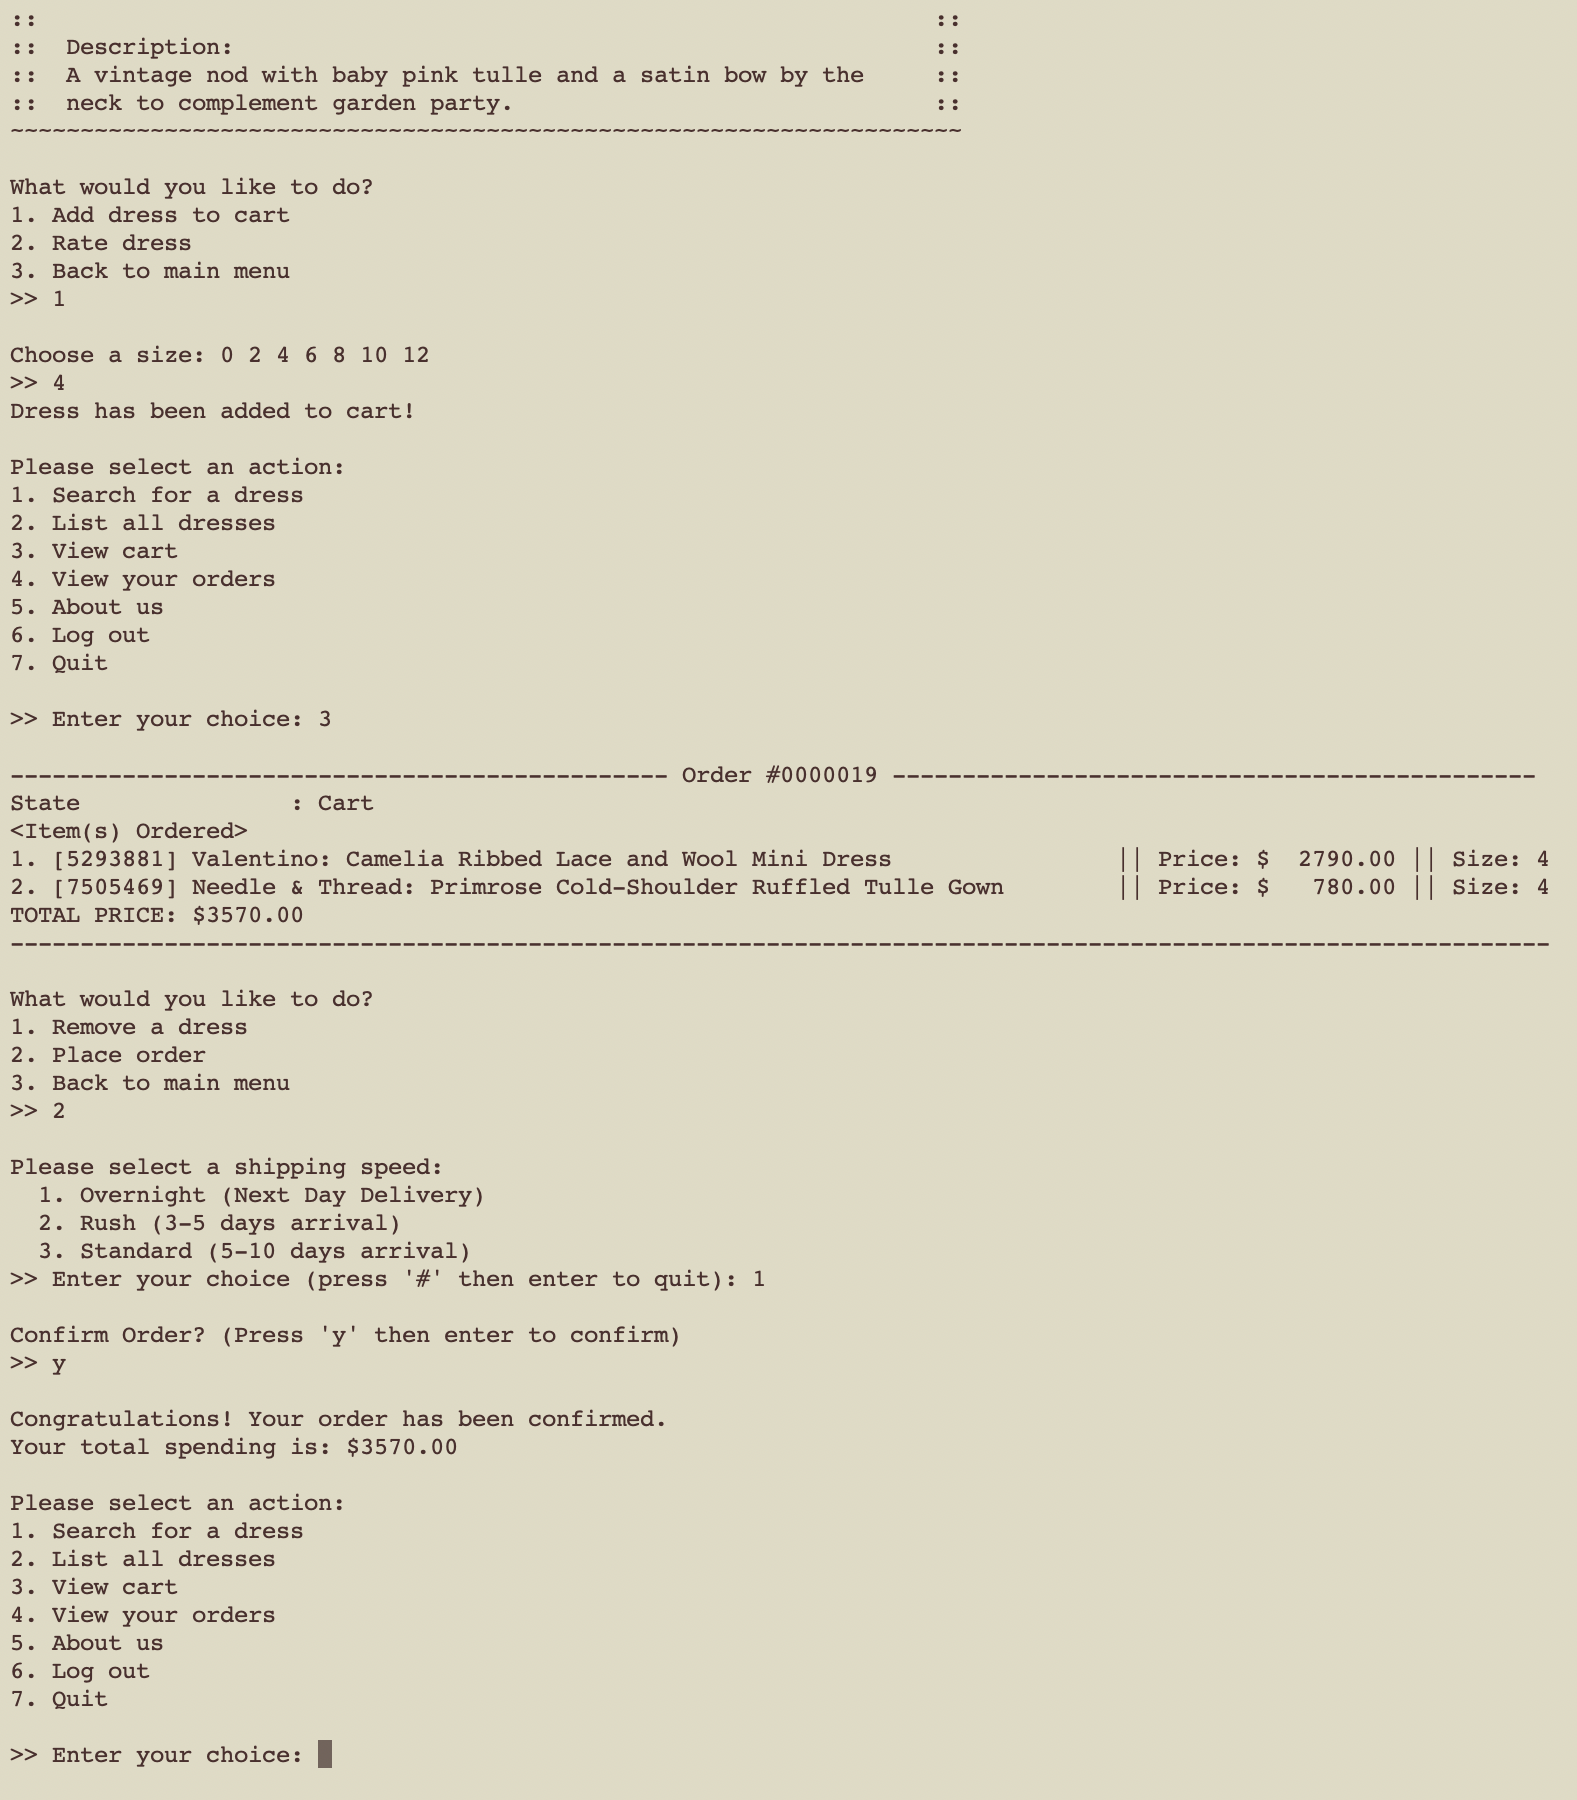 ::                                                                ::
::  Description:                                                  ::
::  A vintage nod with baby pink tulle and a satin bow by the     ::
::  neck to complement garden party.                              ::
~~~~~~~~~~~~~~~~~~~~~~~~~~~~~~~~~~~~~~~~~~~~~~~~~~~~~~~~~~~~~~~~~~~~
What would you like to do?
1. Add dress to cart
2. Rate dress
3. Back to main menu
>> 1
Choose a size: 0 2 4 6 8 10 12
>> 4
Dress has been added to cart!
Please select an action:
1. Search for a dress
2. List all dresses
3. View cart
4. View your orders
5. About us
6. Log out
7. Quit
>> Enter your choice: 3
----------------------------------------------- Order #0000019 ----------------------------------------------
State               : Cart
<Item(s) Ordered>
1. [5293881] Valentino: Camelia Ribbed Lace and Wool Mini Dress                || Price: $  2790.00 || Size: 4
2. [7505469] Needle & Thread: Primrose Cold-Shoulder Ruffled Tulle Gown        || Price: $   780.00 || Size: 4
TOTAL PRICE: $3570.00
--------------------------------------------------------------------------------------------------------------
What would you like to do?
1. Remove a dress
2. Place order
3. Back to main menu
>> 2
Please select a shipping speed:
  1. Overnight (Next Day Delivery)
  2. Rush (3-5 days arrival)
  3. Standard (5-10 days arrival)
>> Enter your choice (press '#' then enter to quit): 1
Confirm Order? (Press 'y' then enter to confirm)
>> y
Congratulations! Your order has been confirmed.
Your total spending is: $3570.00
Please select an action:
1. Search for a dress
2. List all dresses
3. View cart
4. View your orders
5. About us
6. Log out
7. Quit
>> Enter your choice: